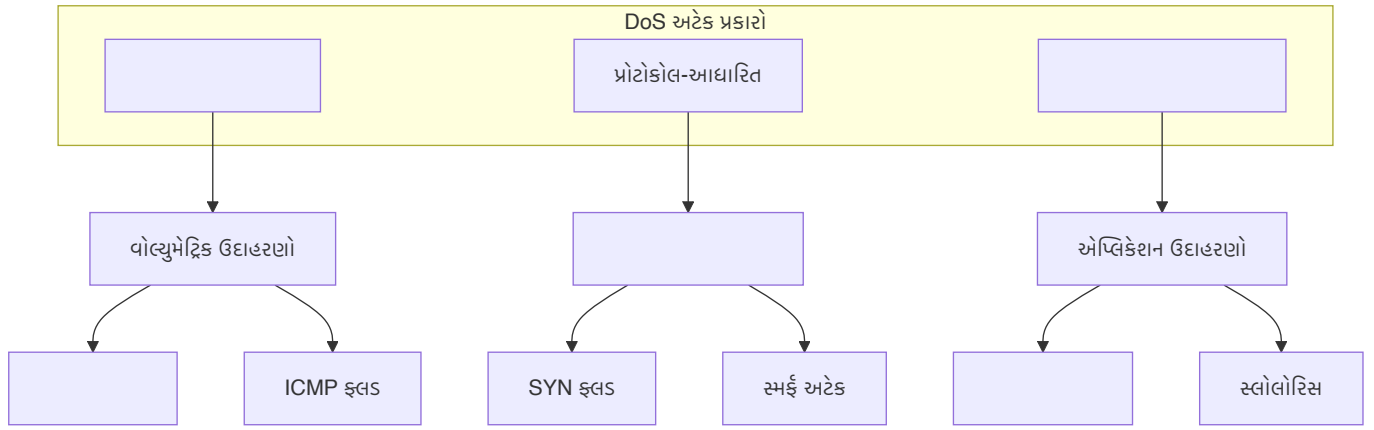 DoS અટેક પ્રકારો
પ્રોટોકોલ-આધારિત
વોલ્યુમેટ્રિક ઉદાહરણો
એપ્લિકેશન ઉદાહરણો
ICMP ફ્લડ
SYN ફ્લડ
સ્મર્ફ અટેક
સ્લોલોરિસ